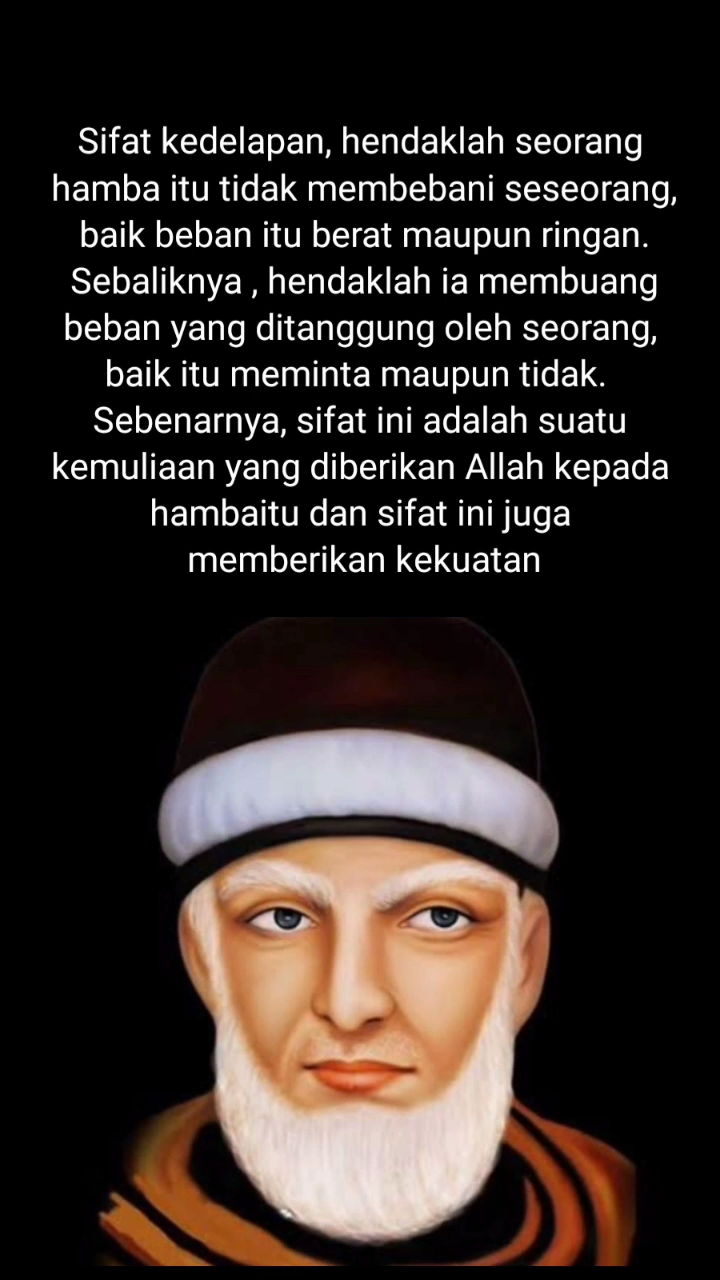 Sifat kedelapan, hendaklah seorang
hamba itu tidak membebani seseorang,
baik beban itu berat maupun ringan.
Sebaliknya , hendaklah ia membuang
beban yang ditanggung oleh seorang,
baik itu meminta maupun tidak.
Sebenarnya, sifat ini adalah suatu
kemuliaan yang diberikan Allah kepada
hambaitu dan sifat ini juga
memberikan kekuatan